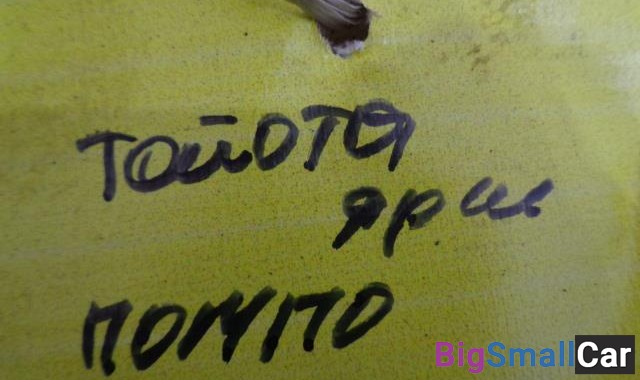 Тойота
ярис
помпо
BigSmallCar